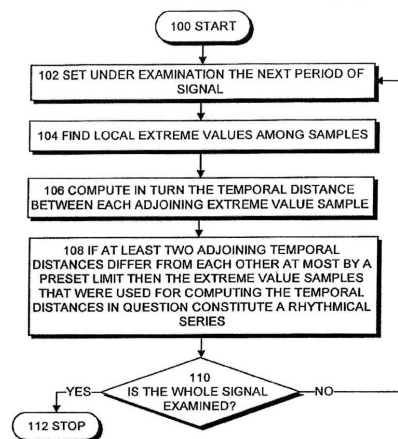 100 START
102 SET UNDER EXAMINATION THE NEXT PERIOD OF
SIGNAL
104 FIND LOCAL EXTREME VALUES AMONG SAMPLES
106 COMPUTE IN TURN THE TEMPORAL DISTANCE
BETWEEN EACH ADJOINING EXTREME VALUE SAMPLE
108 IF AT LEAST TWO ADJOINING TEMPORAL
DISTANCES DIFFER FROM EACH OTHER AT MOST BY A
PRESET LIMIT THEN THE EXTREME VALUE SAMPLES
THAT WERE USED FOR COMPUTING THE TEMPORAL
DISTANCES IN QUESTION CONSTITUTE A RHYTHMICAL
SERIES
110
YES IS THE WHOLE SIGNAL NO
EXAMINED?
112 STOP